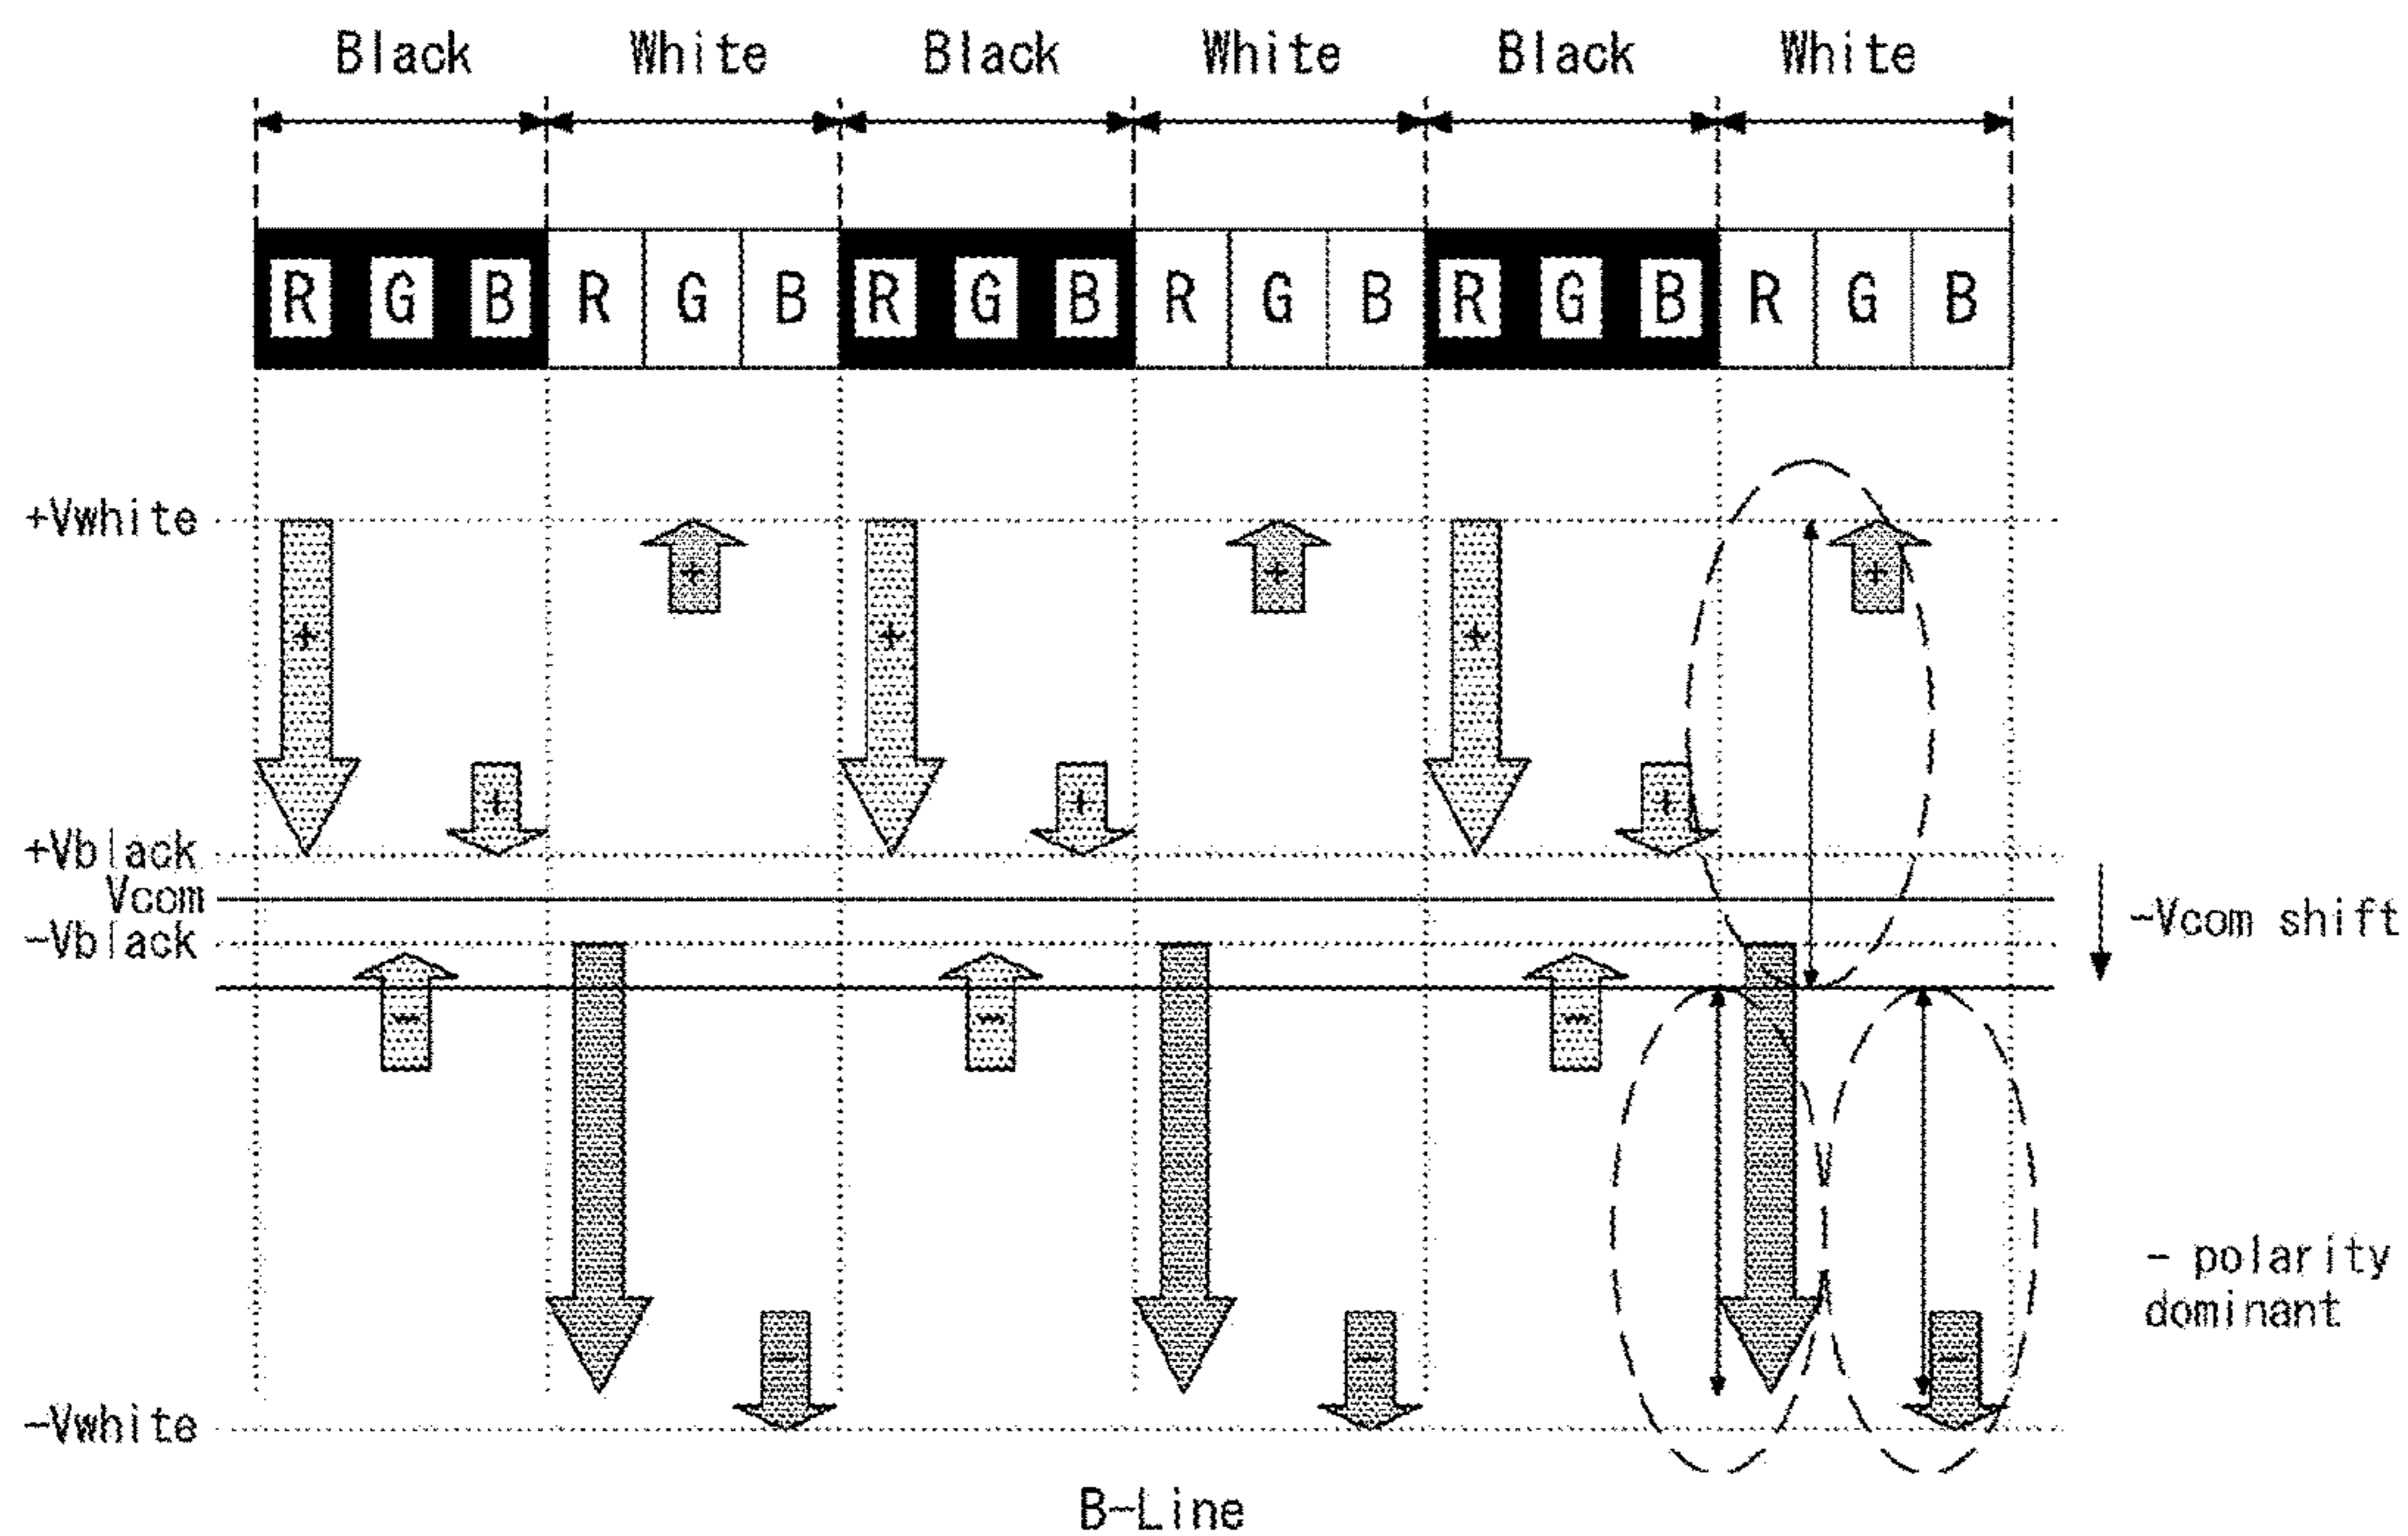 Black White Black White Black White
R G B R G B R G B R G B R G B R G B
+Vwhite
+ + +
+ + +
+ + +
+Vblack
Vcom
-Vblack
-Vcom shift
- - -
- polarity
dominant
- - -
-Vwhite
B-Line